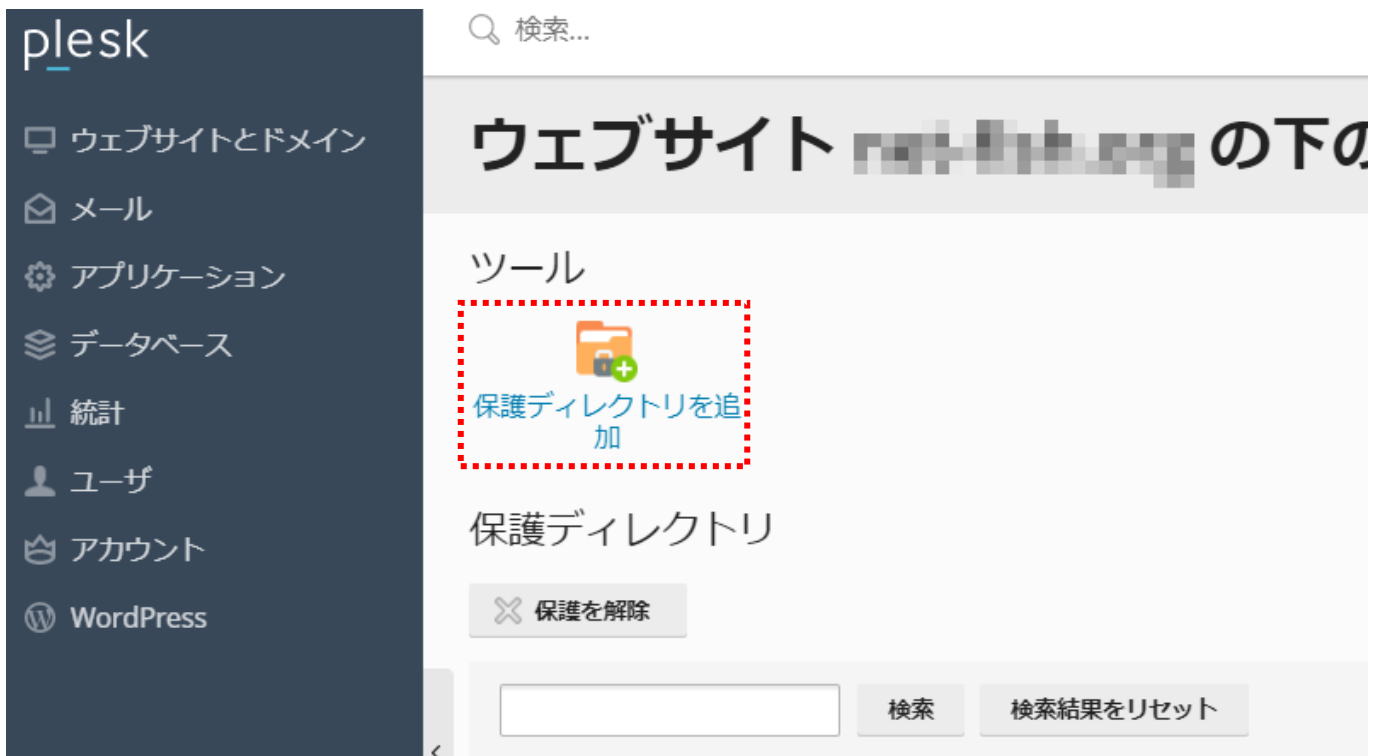 plesk
検索...
ウェブサイトとドメイン
メール
アプリケーション
データベース
統計
ユーザ
アカウント
WordPress
ウェブサイト の下の
ツール
保護ディレクトリを追
加
保護ディレクトリ
保護を解除
検索 検索結果をリセット